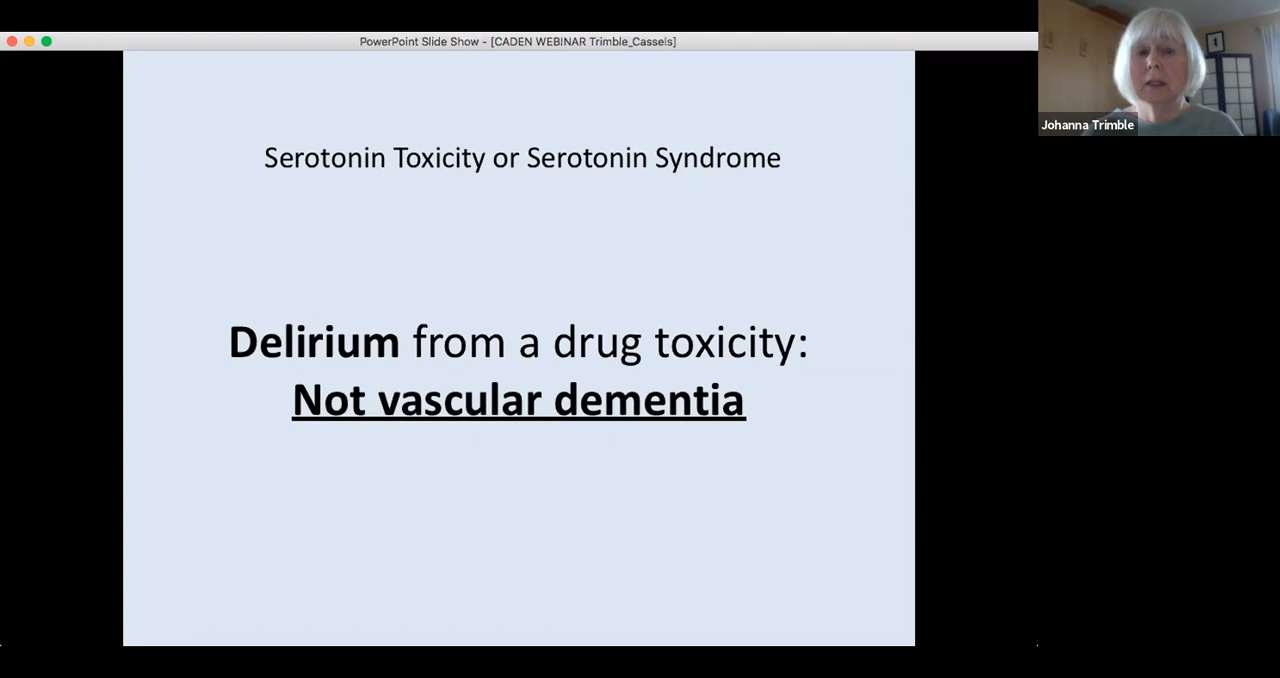 PowerPoint Slide Show - [CADEN WEBINAR Trimble_Cassels]
Johanna Trimble
Serotonin Toxicity or Serotonin Syndrome
Delirium from a drug toxicity:
Not vascular dementia